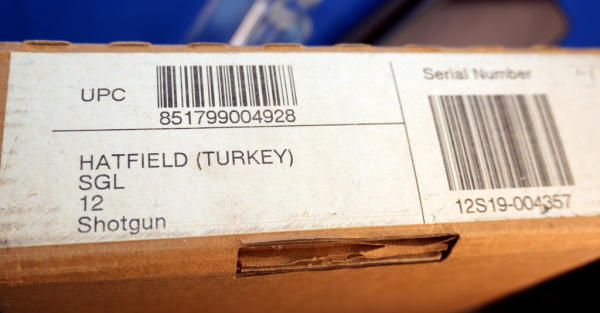 UPC
851799004928
HATFIELD (TURKEY)
SGL
12
Shotgun
Serial Number
12S19-004357